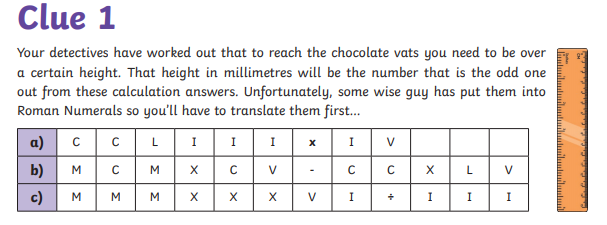 Clue 1
Your detectives have worked out that to reach the chocolate vats you need to be over
a certain height. That height in millimetres will be the number that is the odd one
out from these calculation answers. Unfortunately, some wise guy has put them into
Roman Numerals so you'll have to translate them first...
a) C C L I I I x I V
b) M C M X C V - C C X L V
c) M M M X X X V I ÷ I I I